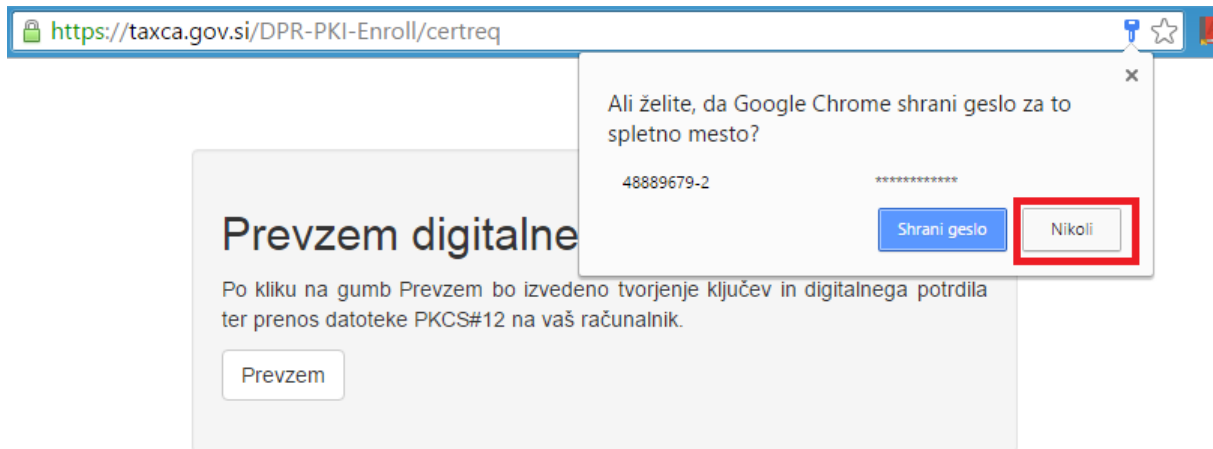 https://taxca.gov.si/DPR-PKI-Enroll/certreq
Ali želite, da Google Chrome shrani geslo za to
spletno mesto?
48889679-2 ************
Shrani geslo Nikoli
Prevzem digitalne
Po kliku na gumb Prevzem bo izvedeno tvorjenje ključev in digitalnega potrdila
ter prenos datoteke PKCS#12 na vaš računalnik.
Prevzem